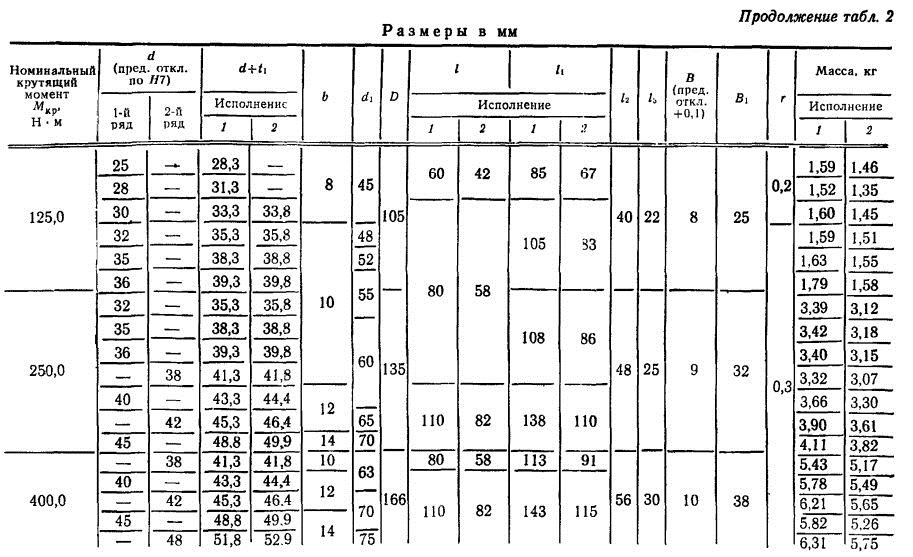 Продолжение табл. 2
Размеры в мм
Номинальный крутящий момент Mкр, Н · м | d (пред. откл. по H7) | d+t₁ | b | d₁ | D | l | l₁ | l₂ | l₅ | B (пред. откл. +0,1) | B₁ | r | Масса, кг
1-й ряд | 2-й ряд | Исполнение | Исполнение | Исполнение
1 | 2 | 1 | 2 | 1 | 2 | 1 | 2
25 | — | 28,3 | — | 60 | 42 | 85 | 67 | 1,59 | 1,46
28 | — | 31,3 | — | 8 | 45 | 0,2 | 1,52 | 1,35
125,0 | 30 | — | 33,3 | 33,8 | 105 | 40 | 22 | 8 | 25 | 1,60 | 1,45
32 | — | 35,3 | 35,8 | 48 | 105 | 83 | 1,59 | 1,51
35 | — | 38,3 | 38,8 | 52 | 1,63 | 1,55
36 | — | 39,3 | 39,8 | 10 | 55 | 80 | 58 | 1,79 | 1,58
32 | — | 35,3 | 35,8 | 3,39 | 3,12
35 | — | 38,3 | 38,8 | 108 | 86 | 3,42 | 3,18
36 | — | 39,3 | 39,8 | 60 | 3,40 | 3,15
250,0 | — | 38 | 41,3 | 41,8 | 135 | 48 | 25 | 9 | 32 | 0,3 | 3,32 | 3,07
40 | — | 43,3 | 44,4 | 12 | 3,66 | 3,30
— | 42 | 45,3 | 46,4 | 65 | 110 | 82 | 138 | 110 | 3,90 | 3,61
45 | — | 48,8 | 49,9 | 14 | 70 | 4,11 | 3,82
— | 38 | 41,3 | 41,8 | 10 | 63 | 80 | 58 | 113 | 91 | 5,43 | 5,17
40 | — | 43,3 | 44,4 | 12 | 5,78 | 5,49
400,0 | — | 42 | 45,3 | 46.4 | 70 | 166 | 110 | 82 | 143 | 115 | 56 | 30 | 10 | 38 | 6,21 | 5,65
45 | — | 48,8 | 49.9 | 14 | 5.82 | 5,26
— | 48 | 51,8 | 52.9 | 75 | 6,31 | 5,75